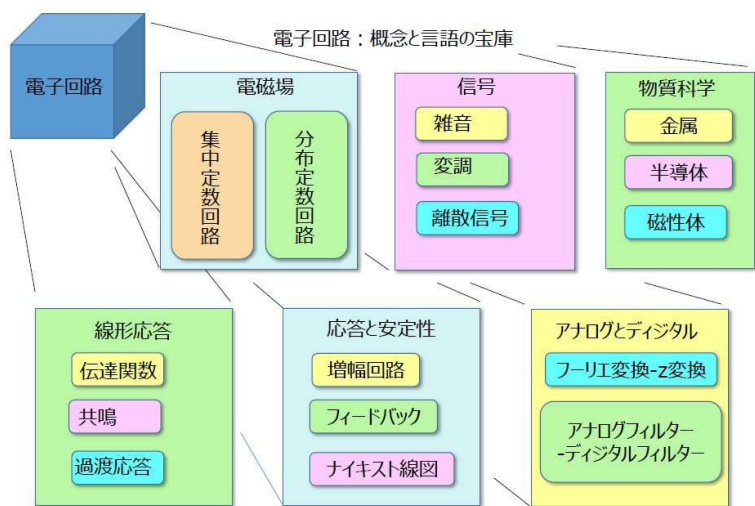 電子回路：概念と言語の宝庫
電子回路
電磁場
集中定数回路
分布定数回路
信号
雑音
変調
離散信号
物質科学
金属
半導体
磁性体
線形応答
伝達関数
共鳴
過渡応答
応答と安定性
増幅回路
フィードバック
ナイキスト線図
アナログとディジタル
フーリエ変換-z変換
アナログフィルター
-ディジタルフィルター